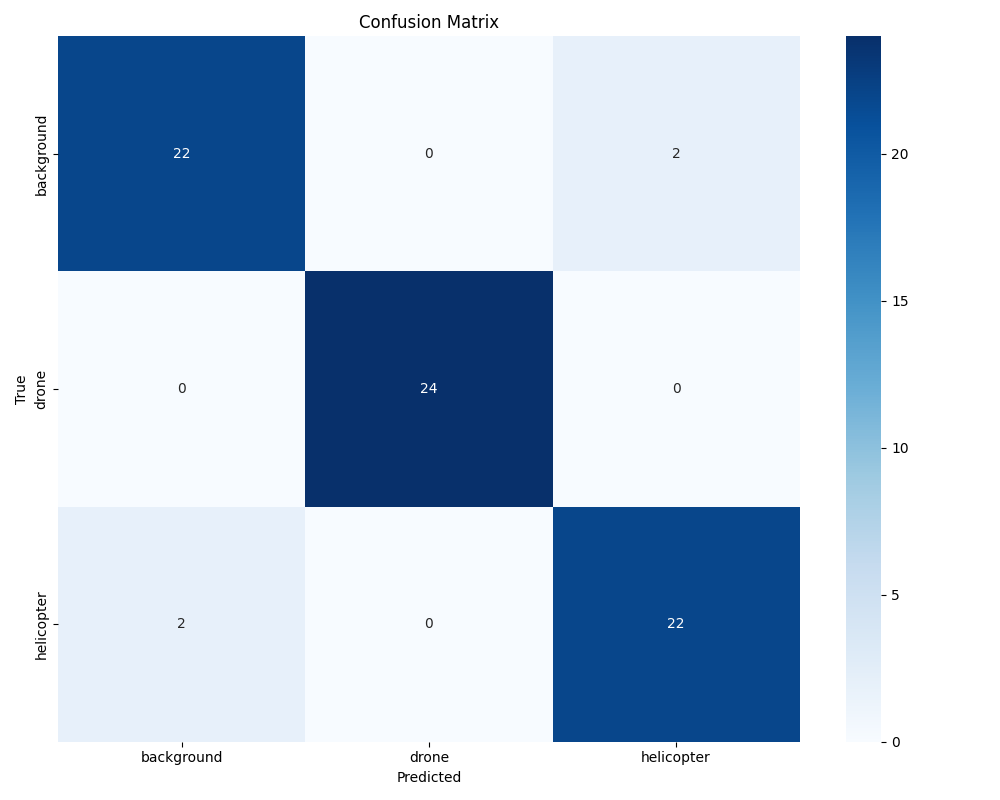 Confusion Matrix
True
background
22
0
2
drone
0
24
0
helicopter
2
0
22
background
drone
helicopter
Predicted
20
15
10
5
0